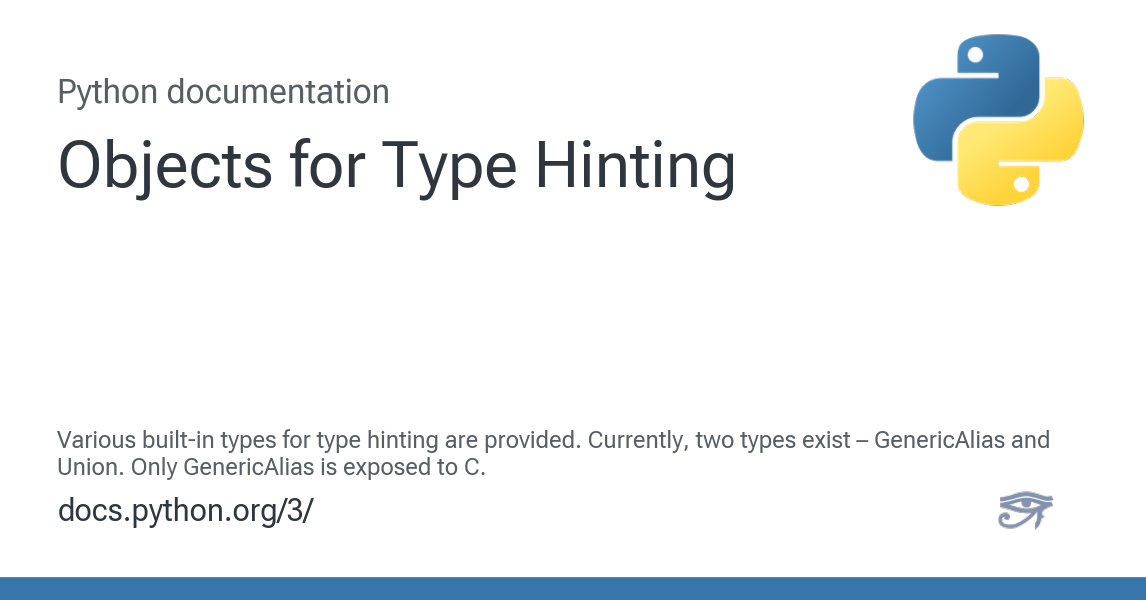 Python documentation
Objects for Type Hinting
Various built-in types for type hinting are provided. Currently, two types exist – GenericAlias and
Union. Only GenericAlias is exposed to C.
docs.python.org/3/